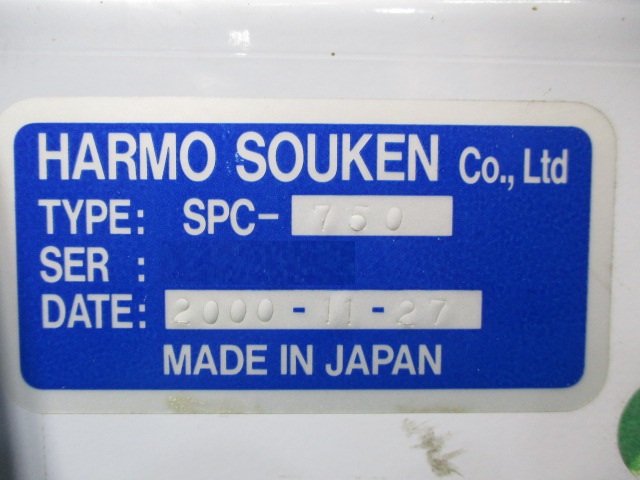 HARMO SOUKEN Co., Ltd
TYPE: SPC-750
SER :
DATE: 2000-11-27
MADE IN JAPAN